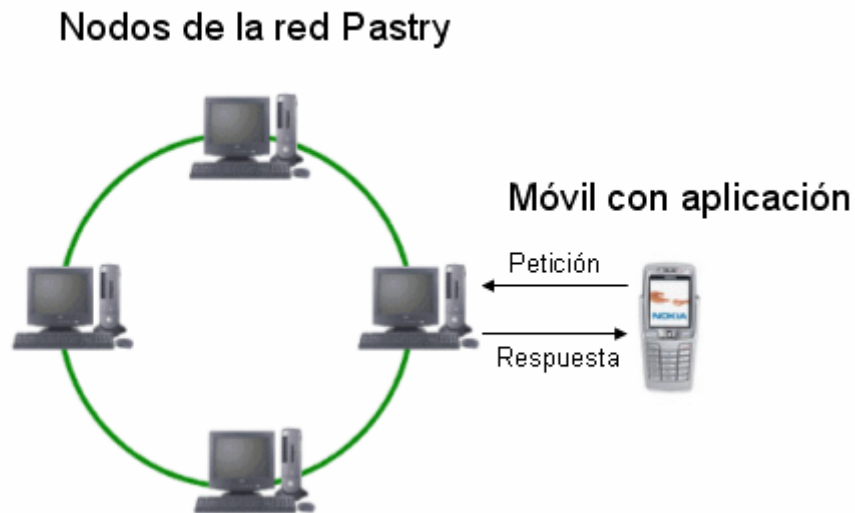 Nodos de la red Pastry
Móvil con aplicación
Petición
NOKIA
Respuesta